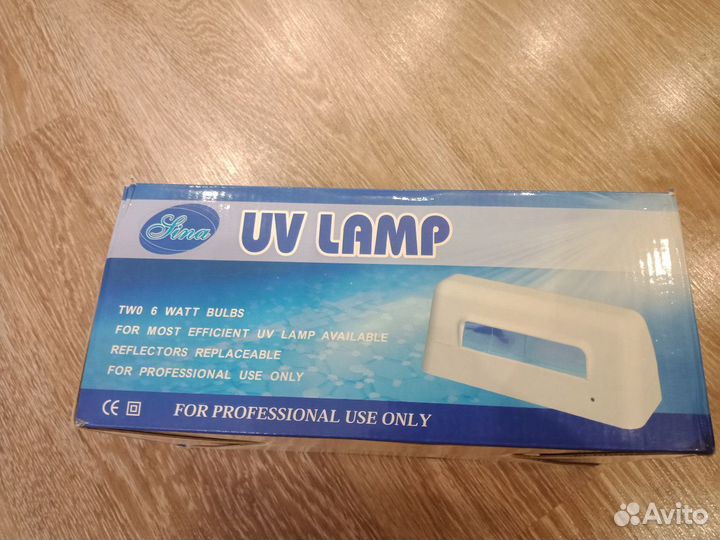 Sina
UV LAMP
TW0 6 WATT BULBS
FOR MOST EFFICIENT UV LAMP AVAILABLE
REFLECTORS REPLACEABLE
FOR PROFESSIONAL USE ONLY
CE
FOR PROFESSIONAL USE ONLY
Avito